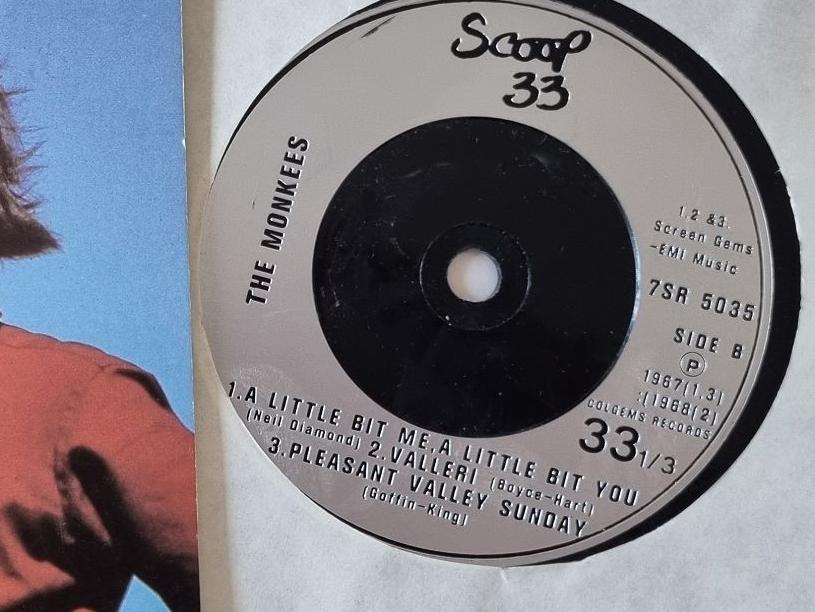 Scoop
33
THE MONKEES
1.2 &3.
Screen Gems
-EMI Music
7SR 5035
SIDE B
Ⓟ
1967(1,3)
:(1968(2)
COLGEMS RECORDS
33 1/3
1.A LITTLE BIT ME,A LITTLE BIT YOU
(Neil Diamond) 2.VALLERI (Boyce-Hart)
3.PLEASANT VALLEY SUNDAY
(Goffin-King)